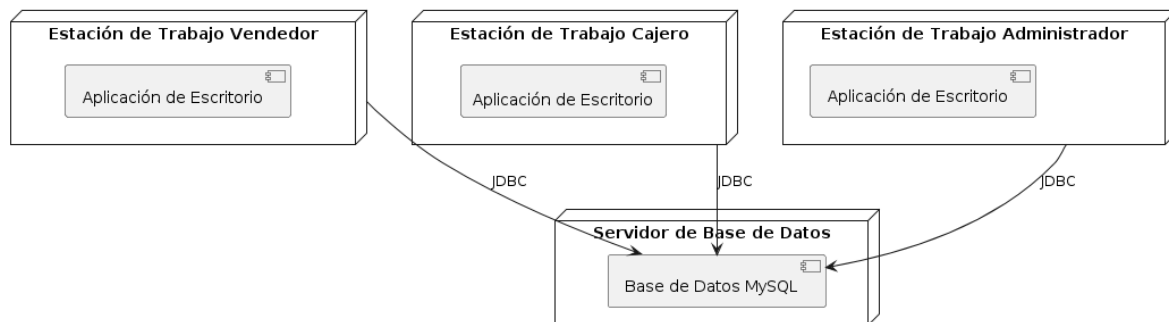 Estación de Trabajo Vendedor
Aplicación de Escritorio
Estación de Trabajo Cajero
Aplicación de Escritorio
Estación de Trabajo Administrador
Aplicación de Escritorio
JDBC
JDBC
JDBC
Servidor de Base de Datos
Base de Datos MySQL